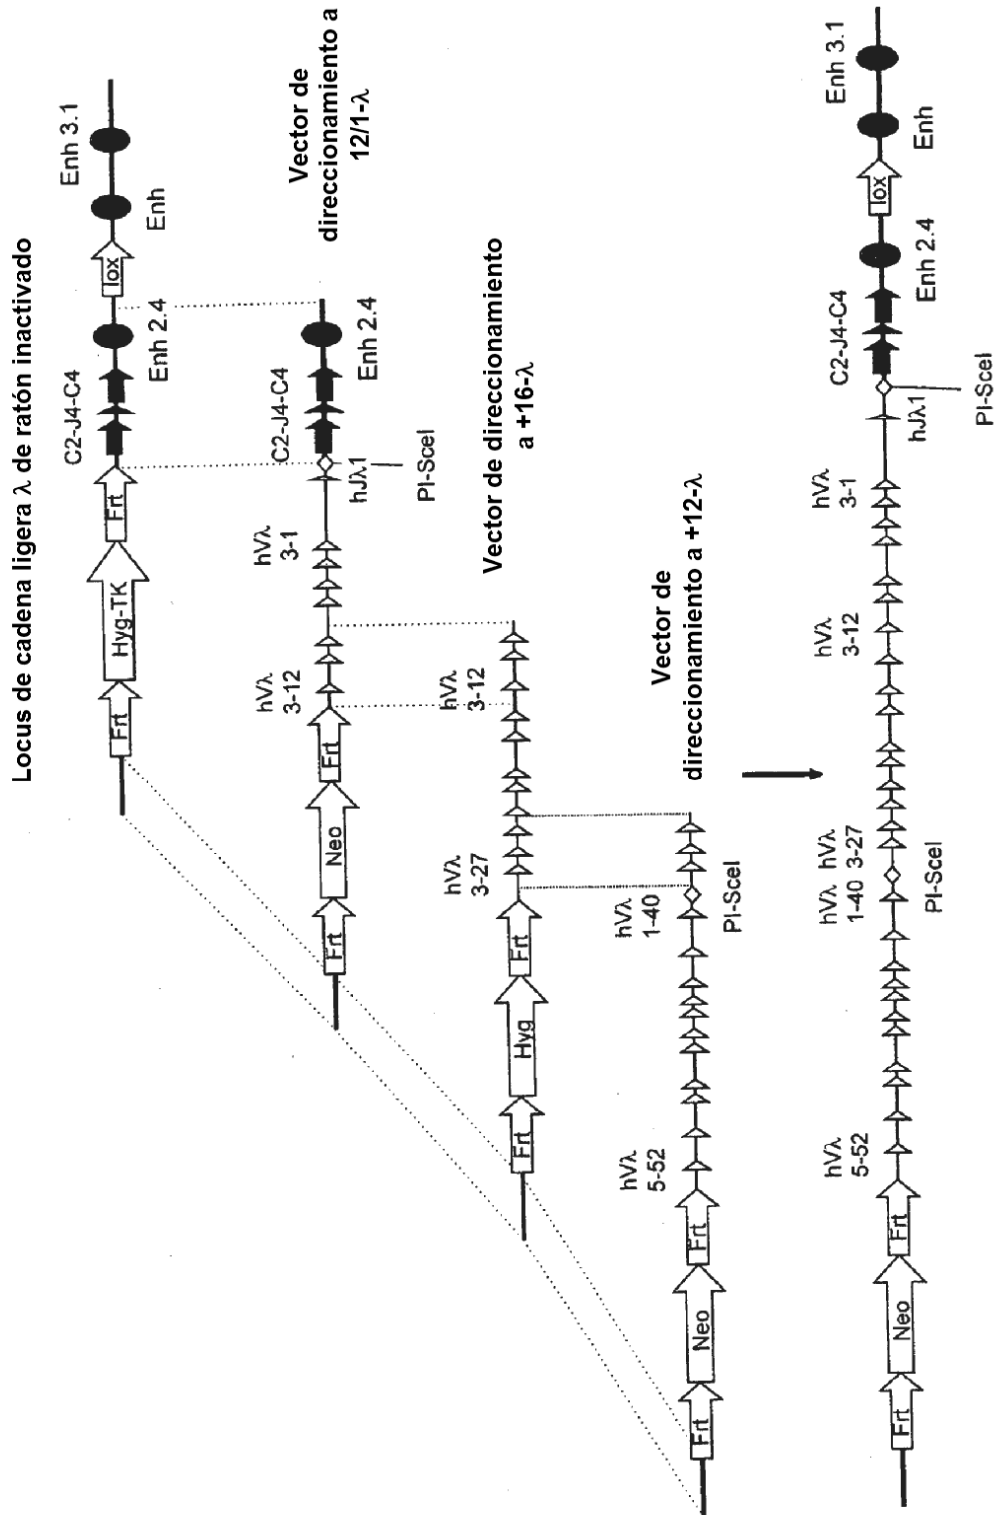 Locus de cadena ligera λ de ratón inactivado
Frt
Hyg-TK
Frt
C2-J4-C4
Enh 2.4
lox
Enh
Enh 3.1
Frt
Neo
Frt
hVλ
3-12
hVλ
3-1
hJλ1
PI-SceI
C2-J4-C4
Enh 2.4
Vector de
direccionamiento a
12/1-λ
Frt
Hyg
Frt
hVλ
3-27
hVλ
3-12
Vector de direccionamiento
a +16-λ
Frt
Neo
Frt
hVλ
5-52
hVλ
1-40
PI-SceI
Vector de
direccionamiento a +12-λ
Frt
Neo
Frt
hVλ
5-52
hVλ
1-40
hVλ
3-27
PI-SceI
hVλ
3-12
hVλ
3-1
hJλ1
PI-SceI
C2-J4-C4
Enh 2.4
lox
Enh
Enh 3.1